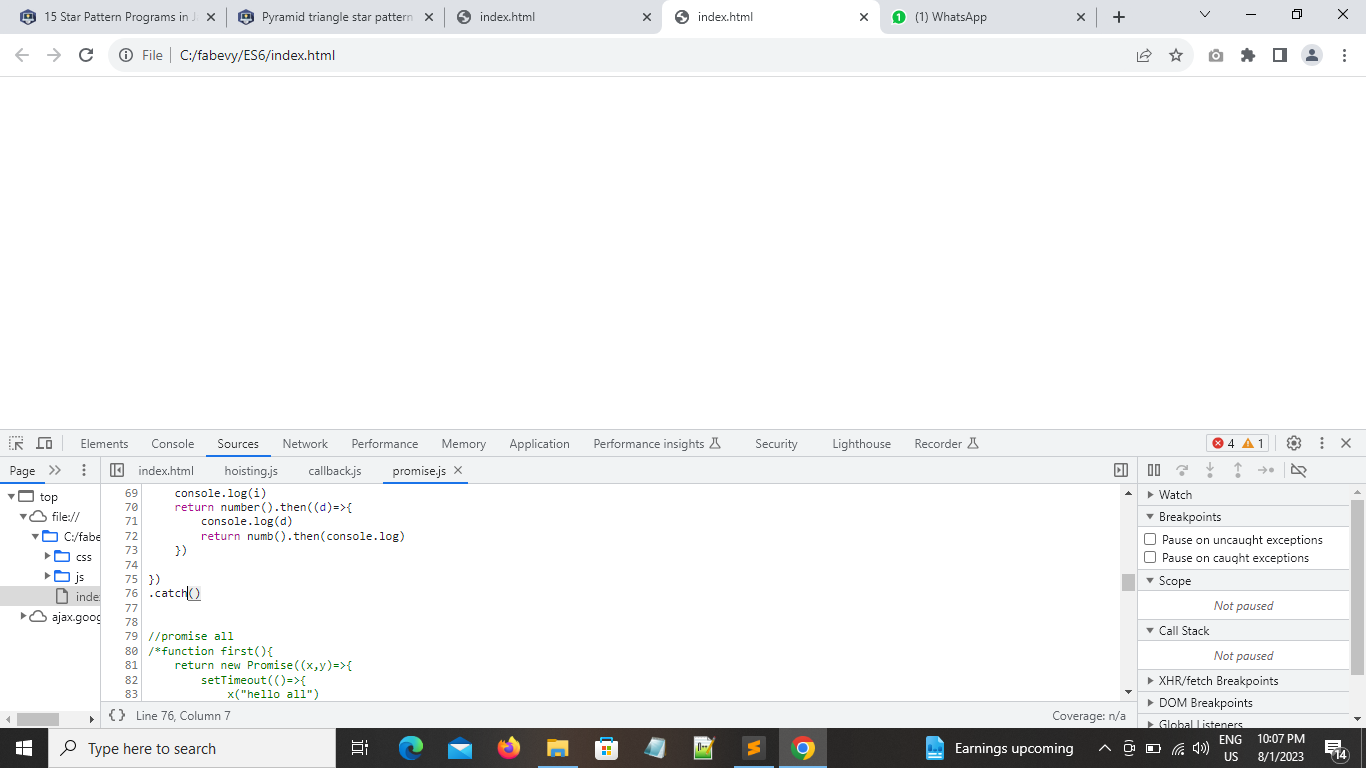 15 Star Pattern Programs in J
Pyramid triangle star pattern
index.html
index.html
(1) WhatsApp
File
C:/fabevy/ES6/index.html
Elements
Console
Sources
Network
Performance
Memory
Application
Performance insights
Security
Lighthouse
Recorder
4
1
Page
index.html
hoisting.js
callback.js
promise.js
top
file://
C:/fabe
css
js
inde
ajax.goog
69 console.log(i)
70 return number().then((d)=>{
71 console.log(d)
72 return numb().then(console.log)
73 })
74
75 })
76 .catch()
77
78
79 //promise all
80 /*function first(){
81 return new Promise((x,y)=>{
82 setTimeout(()=>{
83 x("hello all")
{} Line 76, Column 7
Coverage: n/a
Watch
Breakpoints
Pause on uncaught exceptions
Pause on caught exceptions
Scope
Not paused
Call Stack
Not paused
XHR/fetch Breakpoints
DOM Breakpoints
Global Listeners
Type here to search
Earnings upcoming
ENG
US
10:07 PM
8/1/2023
14